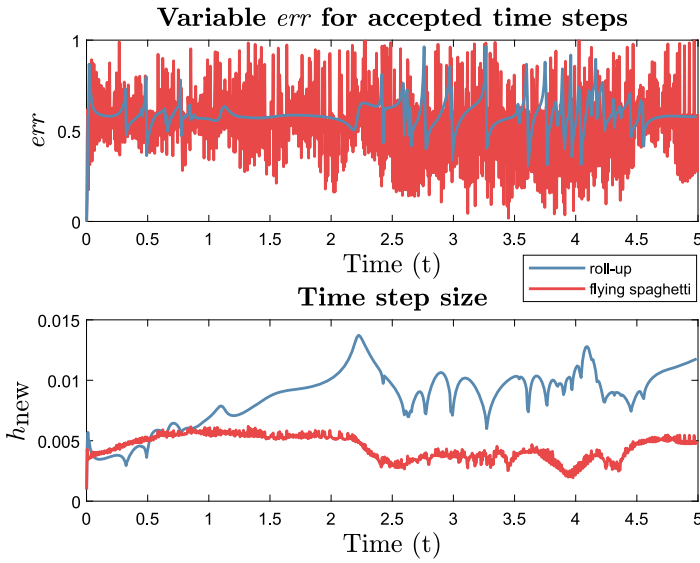 Variable err for accepted time steps
1
0.5
0
err
0 0.5 1 1.5 2 2.5 3 3.5 4 4.5 5
Time (t)
roll-up
flying spaghetti
Time step size
0.015
0.01
0.005
0
hnew
0 0.5 1 1.5 2 2.5 3 3.5 4 4.5 5
Time (t)